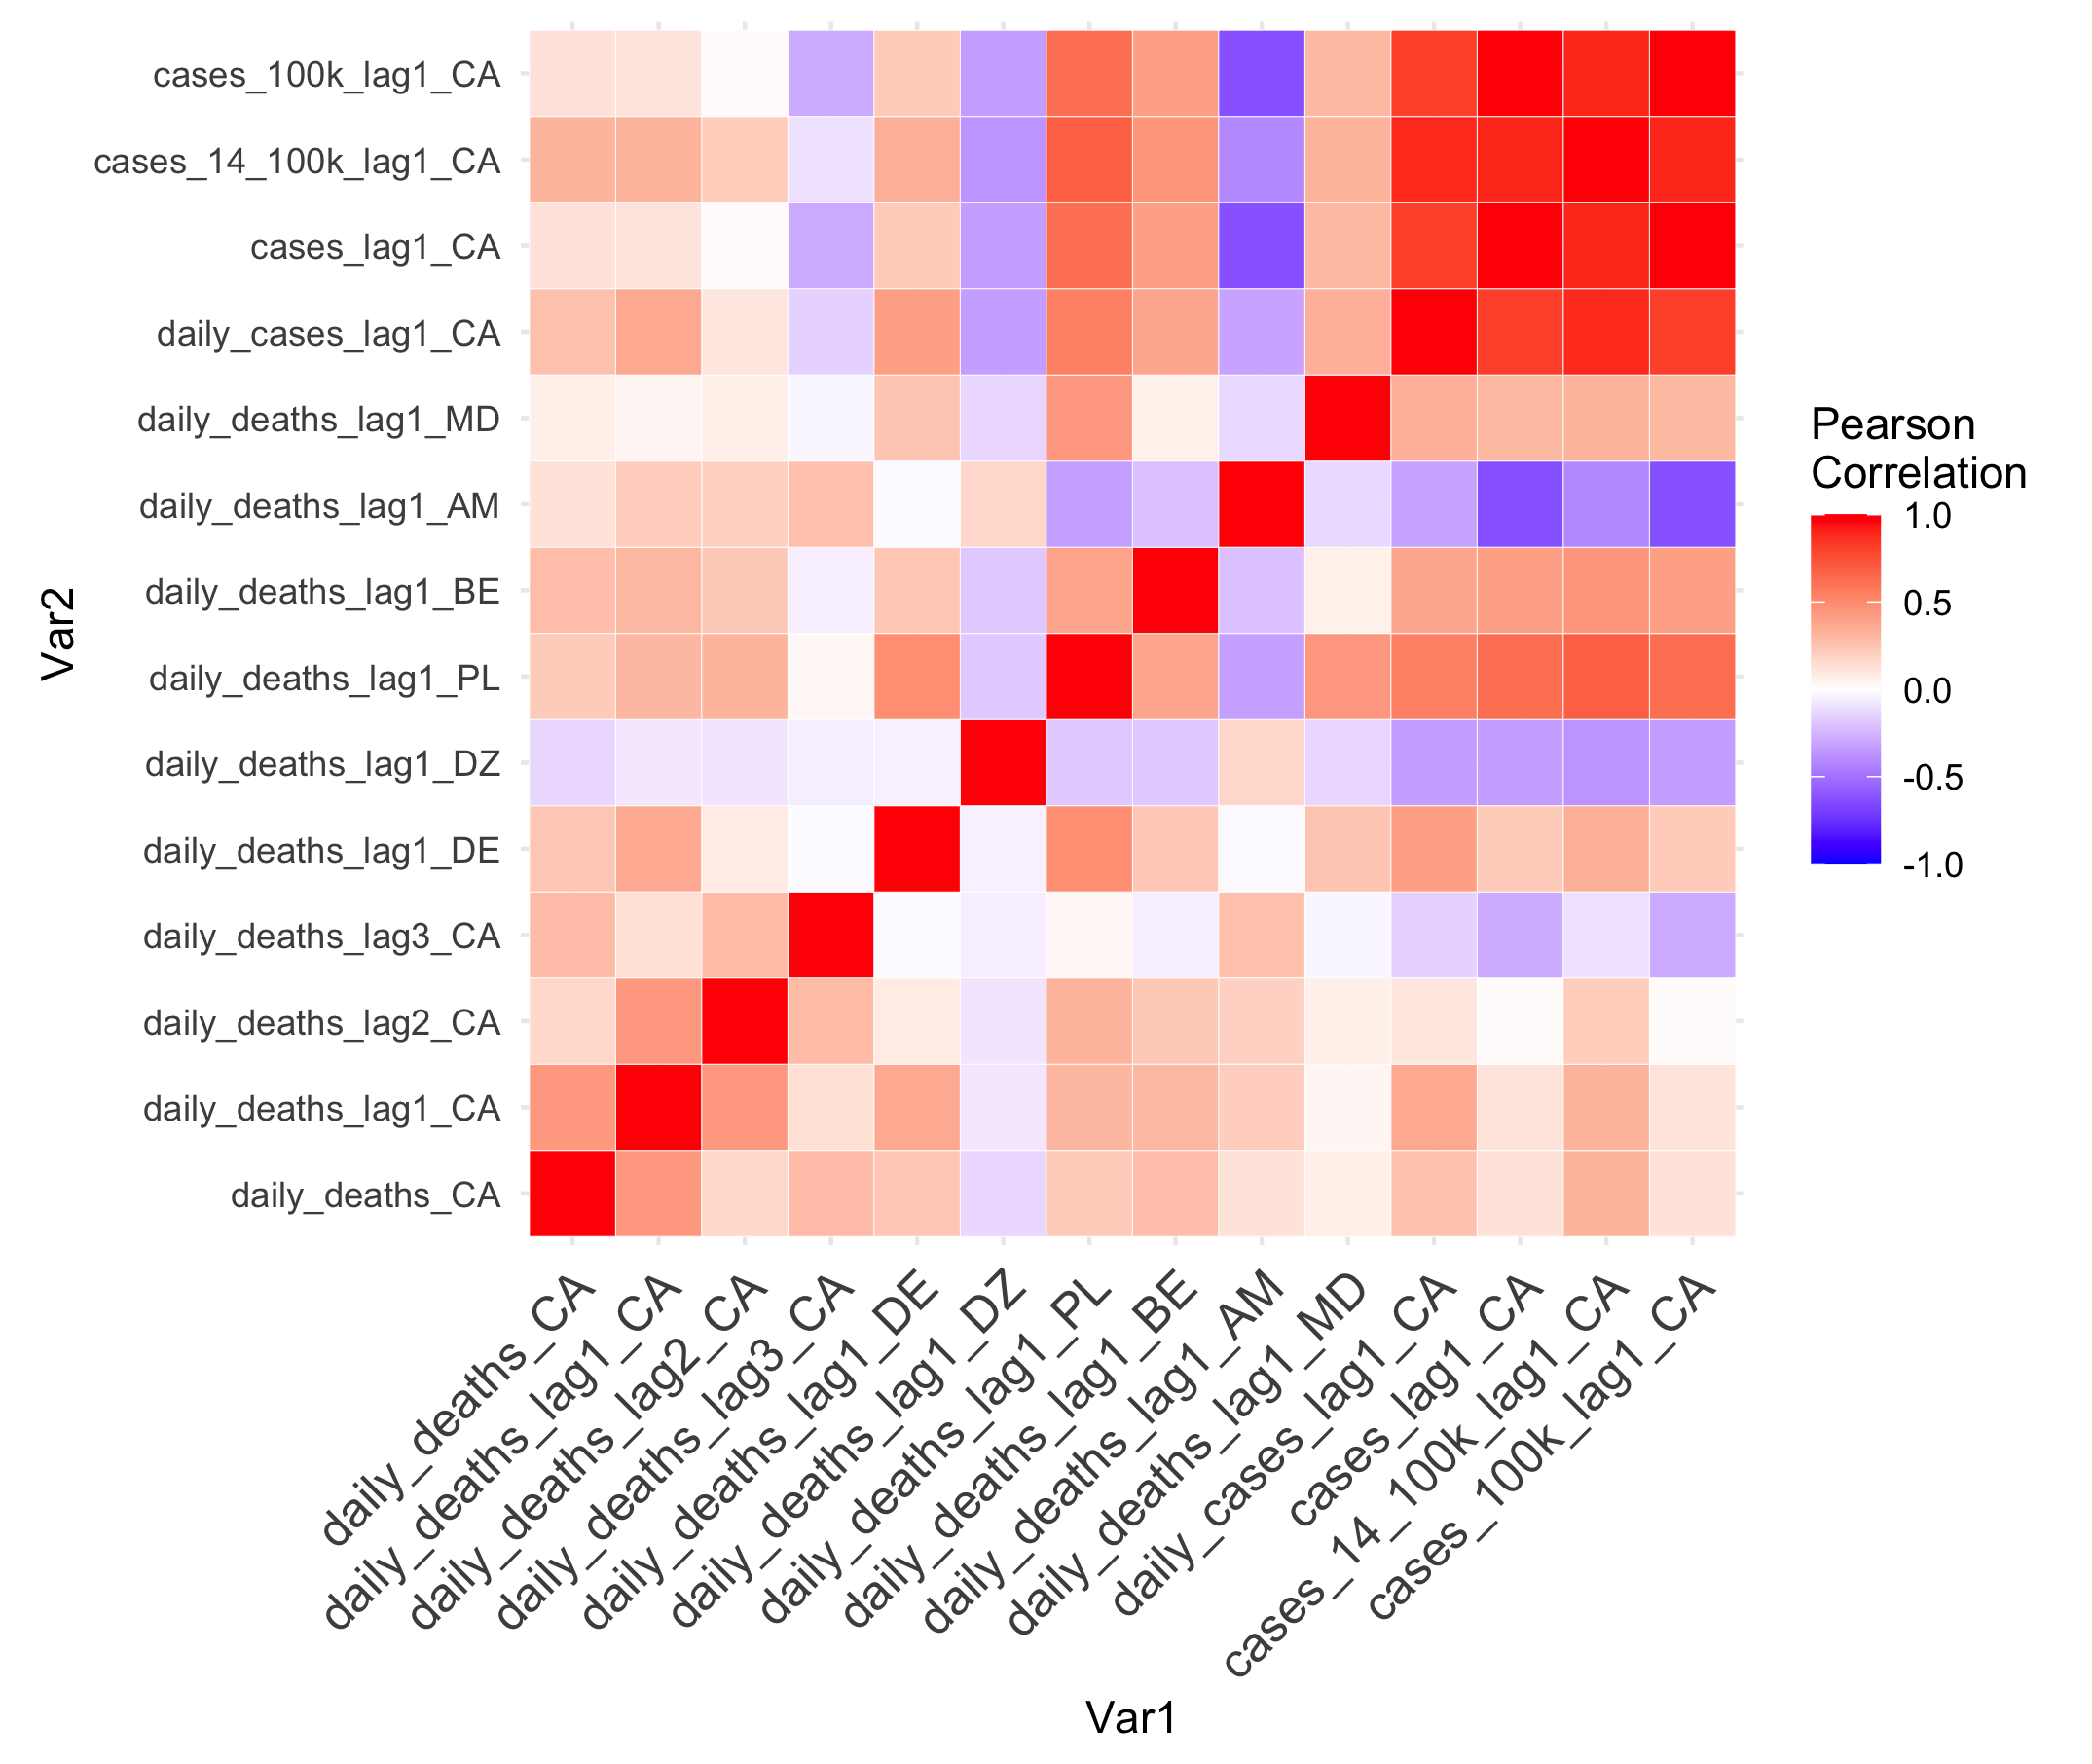 cases_100k_lag1_CA
cases_14_100k_lag1_CA
cases_lag1_CA
daily_cases_lag1_CA
daily_deaths_lag1_MD
daily_deaths_lag1_AM
daily_deaths_lag1_BE
daily_deaths_lag1_PL
daily_deaths_lag1_DZ
daily_deaths_lag1_DE
daily_deaths_lag3_CA
daily_deaths_lag2_CA
daily_deaths_lag1_CA
daily_deaths_CA
Var2
daily_deaths_CA
daily_deaths_lag1_CA
daily_deaths_lag2_CA
daily_deaths_lag3_CA
daily_deaths_lag1_DE
daily_deaths_lag1_DZ
daily_deaths_lag1_PL
daily_deaths_lag1_BE
daily_deaths_lag1_AM
daily_deaths_lag1_MD
daily_cases_lag1_CA
cases_lag1_CA
cases_14_100k_lag1_CA
cases_100k_lag1_CA
Var1
Pearson
Correlation
1.0
0.5
0.0
-0.5
-1.0